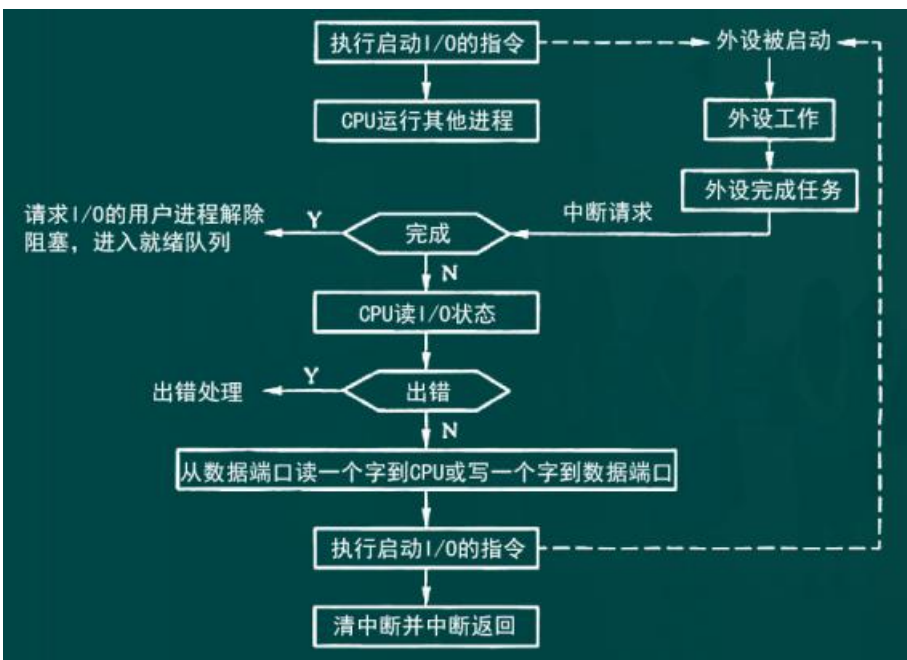 执行启动I/O的指令
外设被启动
CPU运行其他进程
外设工作
外设完成任务
中断请求
请求I/O的用户进程解除
阻塞，进入就绪队列
Y
完成
N
CPU读I/O状态
出错处理
Y
出错
N
从数据端口读一个字到CPU或写一个字到数据端口
执行启动I/O的指令
清中断并中断返回